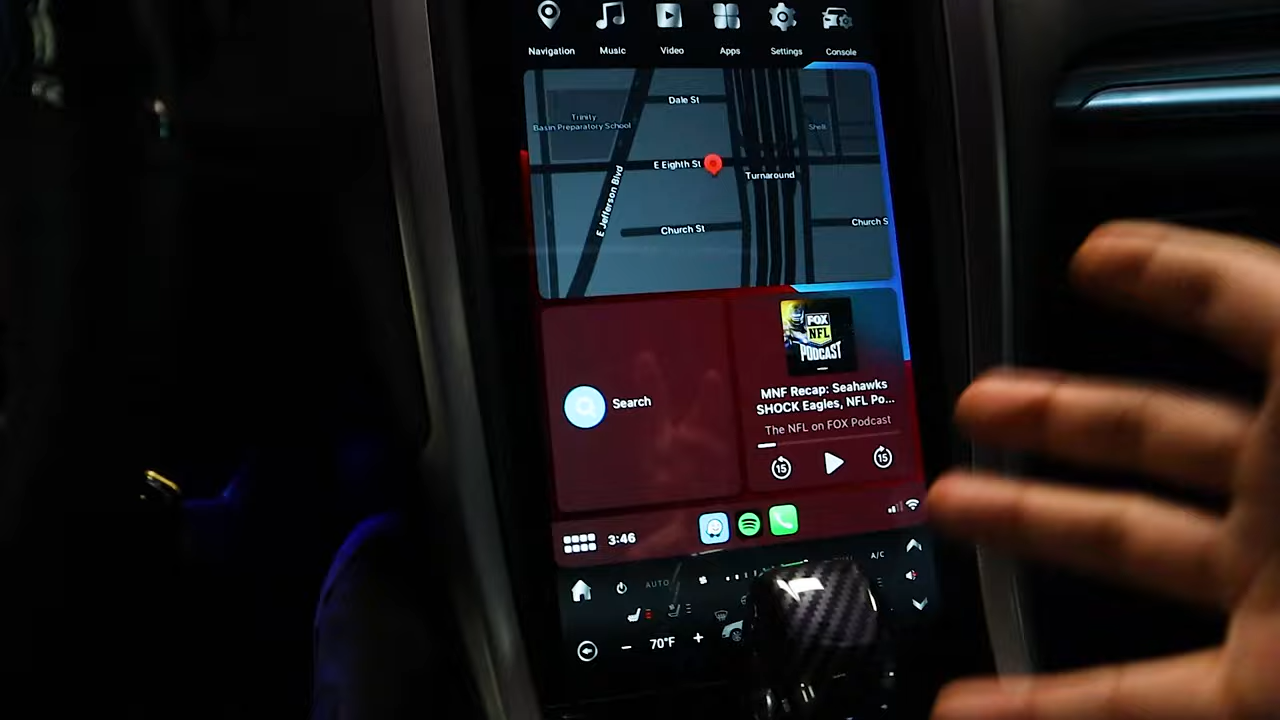 Navigation
Music
Video
Apps
Settings
Console
Dale St
Trinity
Basin Preparatory School
Shell
E Eighth St
Turnaround
E Jefferson Blvd
Church St
Church S
FOX
NFL
PODCAST
Search
MNF Recap: Seahawks
SHOCK Eagles, NFL Po...
The NFL on FOX Podcast
15
15
3:46
AUTO
A/C
− 70°F +